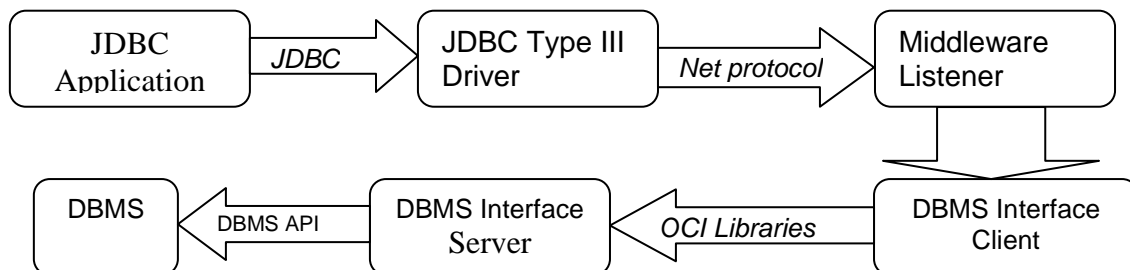 JDBC
Application
JDBC
JDBC Type III
Driver
Net protocol
Middleware
Listener
DBMS
DBMS API
DBMS Interface
Server
OCI Libraries
DBMS Interface
Client